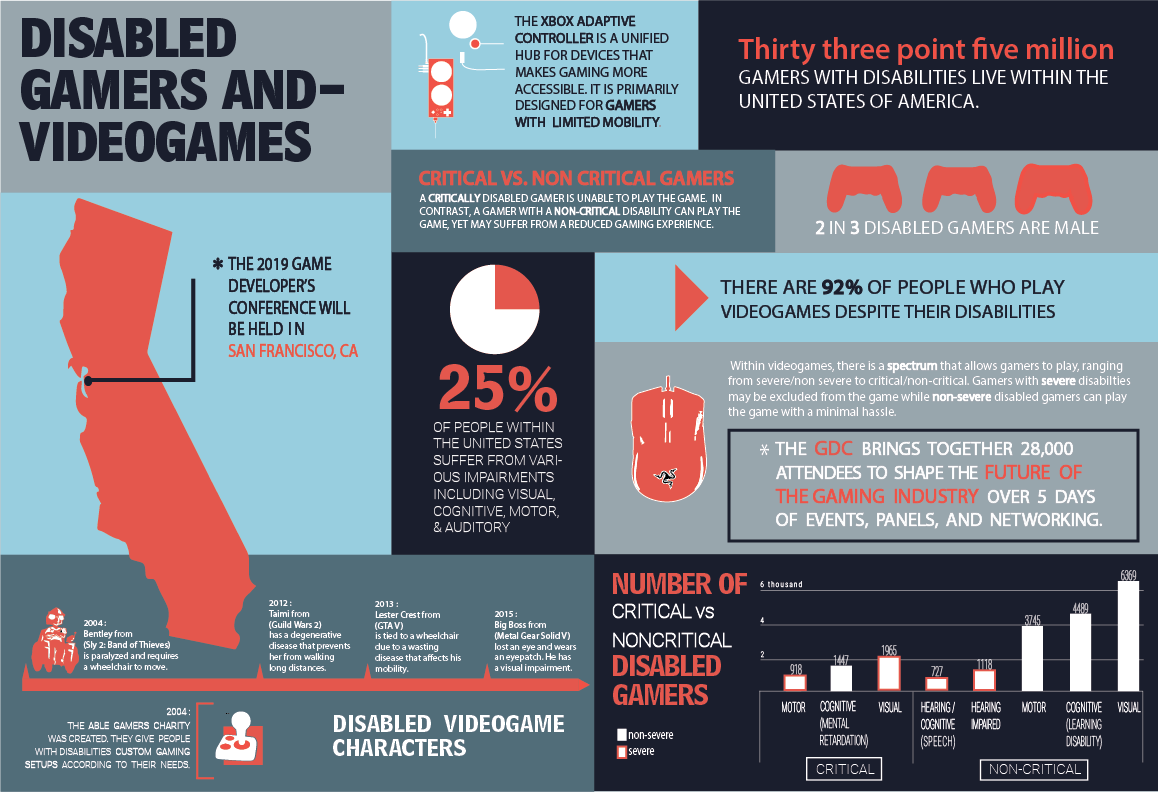 DISABLED
GAMERS AND-
VIDEOGAMES
THE XBOX ADAPTIVE
CONTROLLER IS A UNIFIED
HUB FOR DEVICES THAT
MAKES GAMING MORE
ACCESSIBLE. IT IS PRIMARILY
DESIGNED FOR GAMERS
WITH LIMITED MOBILITY.
Thirty three point five million
GAMERS WITH DISABILITIES LIVE WITHIN THE
UNITED STATES OF AMERICA.
CRITICAL VS. NON CRITICAL GAMERS
A CRITICALLY DISABLED GAMER IS UNABLE TO PLAY THE GAME. IN
CONTRAST, A GAMER WITH A NON-CRITICAL DISABILITY CAN PLAY THE
GAME, YET MAY SUFFER FROM A REDUCED GAMING EXPERIENCE.
2 IN 3 DISABLED GAMERS ARE MALE
* THE 2019 GAME
DEVELOPER'S
CONFERENCE WILL
BE HELD IN
SAN FRANCISCO, CA
25%
OF PEOPLE WITHIN
THE UNITED STATES
SUFFER FROM VARI-
OUS IMPAIRMENTS
INCLUDING VISUAL,
COGNITIVE, MOTOR,
& AUDITORY
THERE ARE 92% OF PEOPLE WHO PLAY
VIDEOGAMES DESPITE THEIR DISABILITIES
Within videogames, there is a spectrum that allows gamers to play, ranging
from severe/non severe to critical/non-critical. Gamers with severe disabilties
may be excluded from the game while non-severe disabled gamers can play
the game with a minimal hassle.
* THE GDC BRINGS TOGETHER 28,000
ATTENDEES TO SHAPE THE FUTURE OF
THE GAMING INDUSTRY OVER 5 DAYS
OF EVENTS, PANELS, AND NETWORKING.
2004 :
Bentley from
(Sly 2: Band of Thieves)
is paralyzed and requires
a wheelchair to move.
2012 :
Taimi from
(Guild Wars 2)
has a degenerative
disease that prevents
her from walking
long distances.
2013 :
Lester Crest from
(GTA V)
is tied to a wheelchair
due to a wasting
disease that affects his
mobility.
2015 :
Big Boss from
(Metal Gear Solid V)
lost an eye and wears
an eyepatch. He has
a visual impairment.
2004 :
THE ABLE GAMERS CHARITY
WAS CREATED. THEY GIVE PEOPLE
WITH DISABILITIES CUSTOM GAMING
SETUPS ACCORDING TO THEIR NEEDS.
DISABLED VIDEOGAME
CHARACTERS
NUMBER OF
CRITICAL vs
NONCRITICAL
DISABLED
GAMERS
non-severe
severe
6 thousand
4
2
918
1447
1965
727
1118
3745
4489
6369
MOTOR
COGNITIVE
(MENTAL
RETARDATION)
VISUAL
HEARING /
COGNITIVE
(SPEECH)
HEARING
IMPAIRED
MOTOR
COGNITIVE
(LEARNING
DISABILITY)
VISUAL
CRITICAL
NON-CRITICAL